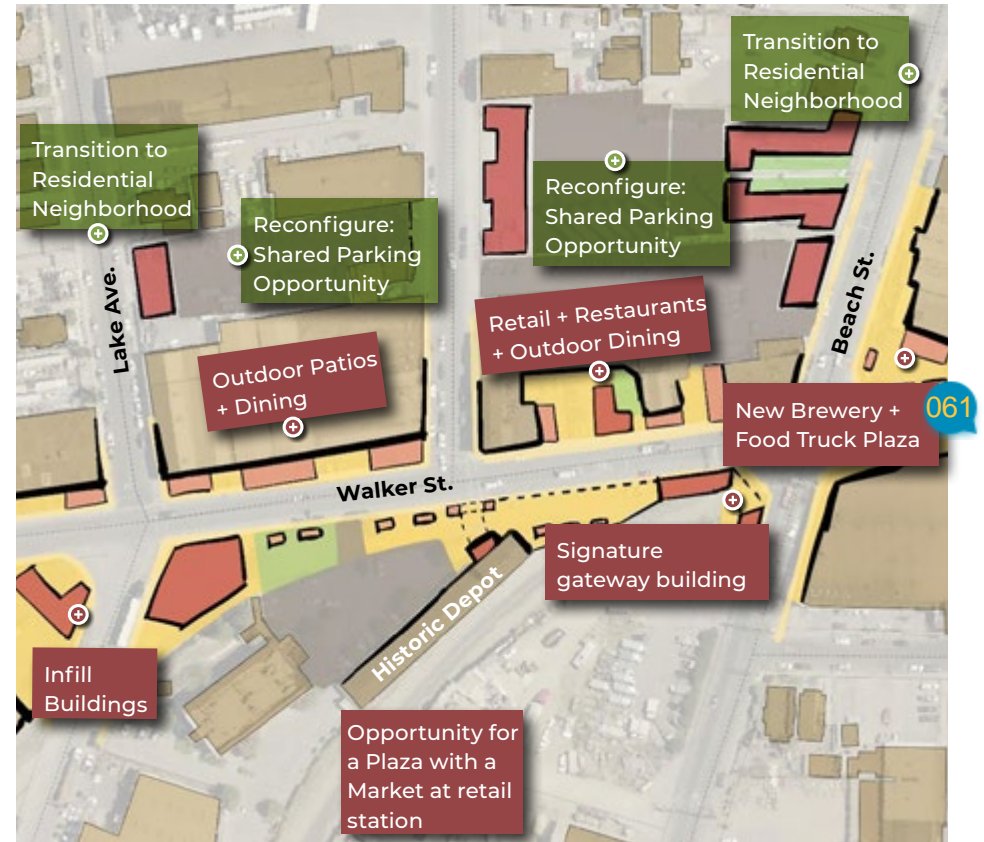 Transition to
Residential
Neighborhood
Transition to
Residential
Neighborhood
Reconfigure:
Shared Parking
Opportunity
Reconfigure:
Shared Parking
Opportunity
Lake Ave.
Beach St.
Retail + Restaurants
+ Outdoor Dining
Outdoor Patios
+ Dining
New Brewery +
Food Truck Plaza
061
Walker St.
Signature
gateway building
Historic Depot
Infill
Buildings
Opportunity for
a Plaza with a
Market at retail
station